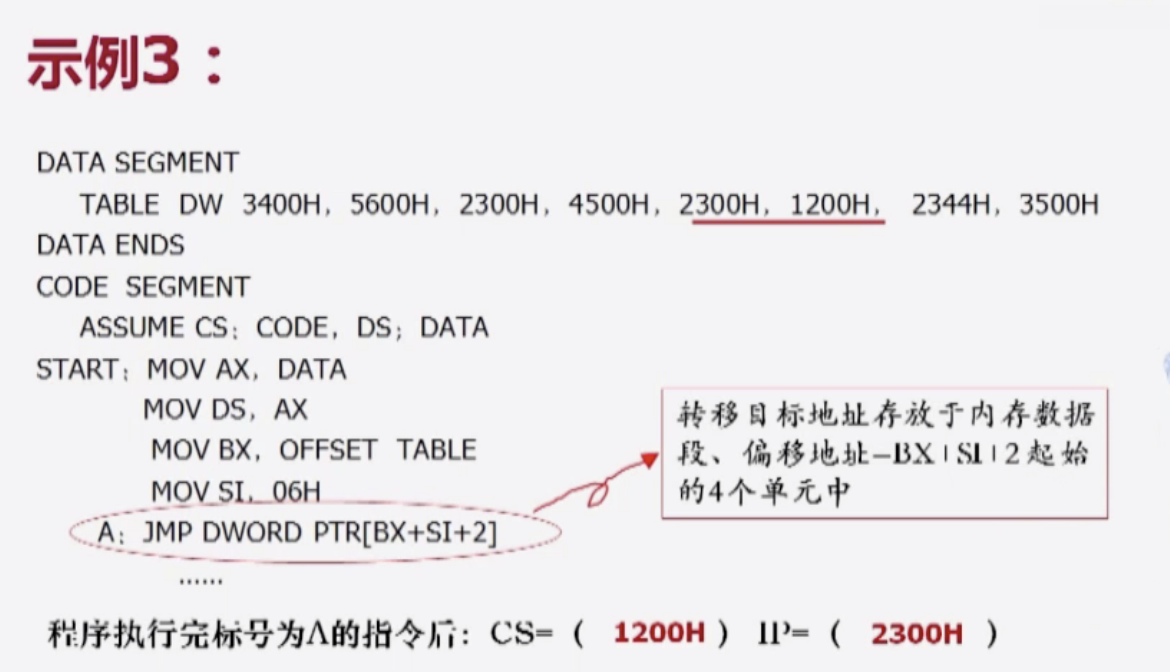 示例3：
DATA SEGMENT
TABLE DW 3400H, 5600H, 2300H, 4500H, 2300H, 1200H, 2344H, 3500H
DATA ENDS
CODE SEGMENT
ASSUME CS: CODE, DS; DATA
START: MOV AX, DATA
MOV DS, AX
MOV BX, OFFSET TABLE
MOV SI, 06H
A: JMP DWORD PTR[BX+SI+2]
转移目标地址存放于内存数据
段、偏移地址=BX+SI+2起始
的4个单元中
......
程序执行完标号为A的指令后: CS= ( 1200H ) IP= ( 2300H )